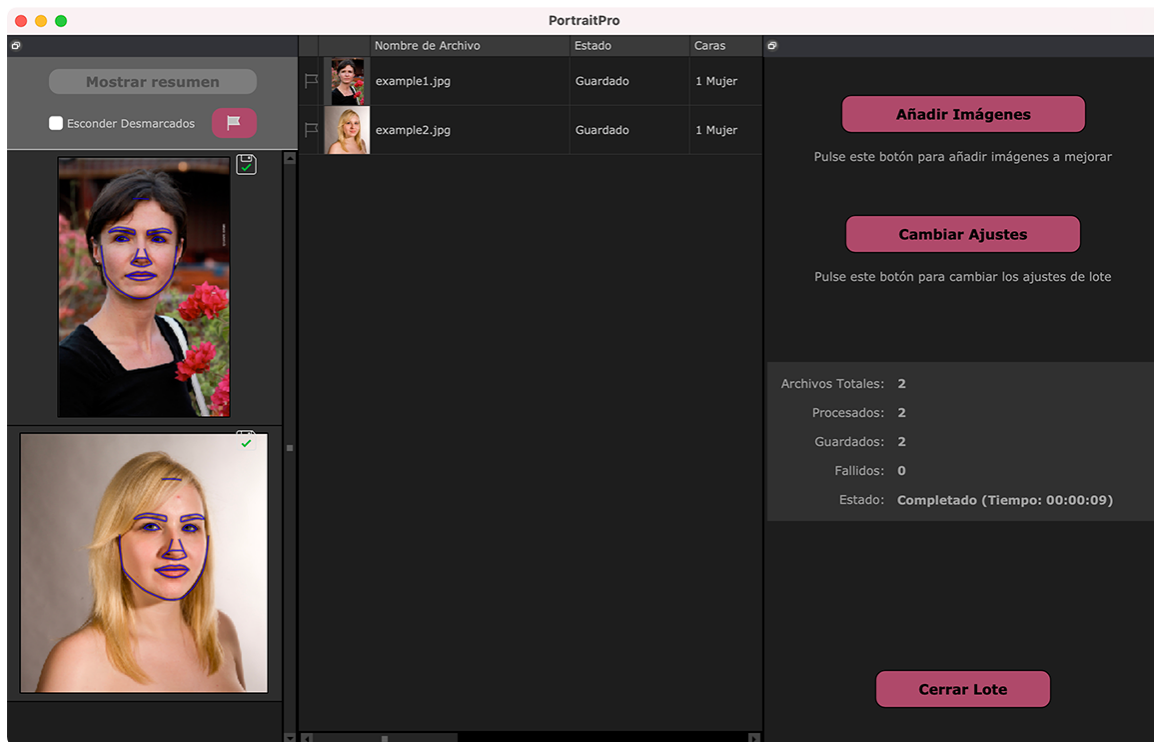 PortraitPro
Mostrar resumen
Esconder Desmarcados
Nombre de Archivo Estado Caras
example1.jpg Guardado 1 Mujer
example2.jpg Guardado 1 Mujer
Añadir Imágenes
Pulse este botón para añadir imágenes a mejorar
Cambiar Ajustes
Pulse este botón para cambiar los ajustes de lote
Archivos Totales: 2
Procesados: 2
Guardados: 2
Fallidos: 0
Estado: Completado (Tiempo: 00:00:09)
Cerrar Lote